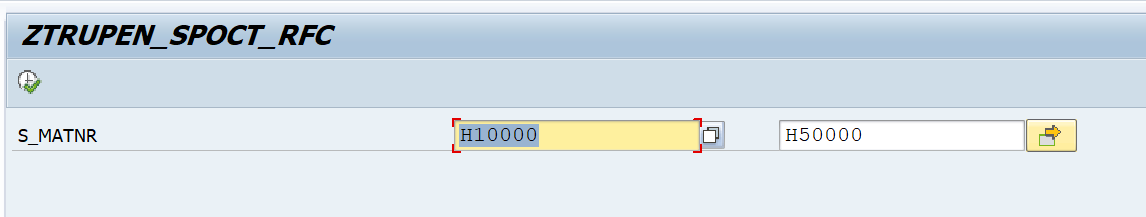 ZTRUPEN_SPOCT_RFC
S_MATNR H10000 H50000